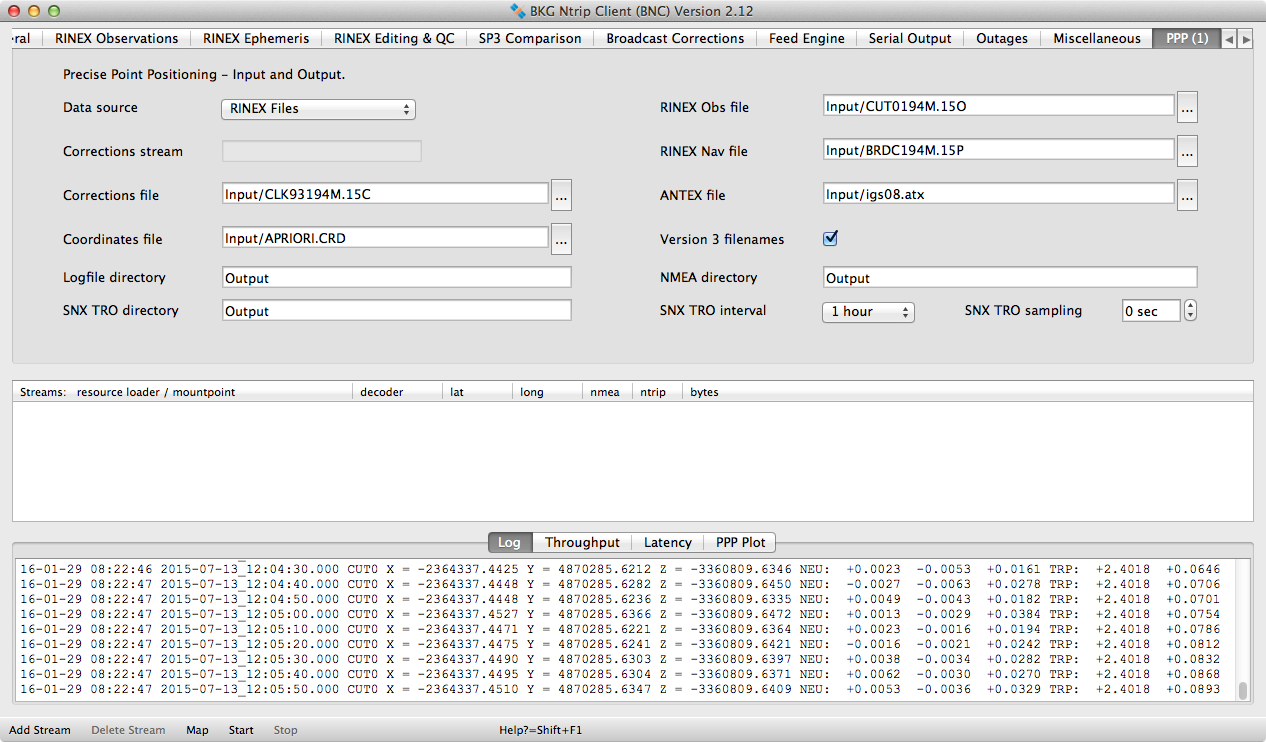 BKG Ntrip Client (BNC) Version 2.12
ral RINEX Observations RINEX Ephemeris RINEX Editing & QC SP3 Comparison Broadcast Corrections Feed Engine Serial Output Outages Miscellaneous PPP (1)
Precise Point Positioning - Input and Output.
Data source RINEX Files RINEX Obs file Input/CUT0194M.15O ...
Corrections stream RINEX Nav file Input/BRDC194M.15P ...
Corrections file Input/CLK93194M.15C ... ANTEX file Input/igs08.atx ...
Coordinates file Input/APRIORI.CRD ... Version 3 filenames
Logfile directory Output NMEA directory Output
SNX TRO directory Output SNX TRO interval 1 hour SNX TRO sampling 0 sec
Streams: resource loader / mountpoint decoder lat long nmea ntrip bytes
Log Throughput Latency PPP Plot
16-01-29 08:22:46 2015-07-13_12:04:30.000 CUT0 X = -2364337.4425 Y = 4870285.6212 Z = -3360809.6346 NEU: +0.0023 -0.0053 +0.0161 TRP: +2.4018 +0.0646
16-01-29 08:22:47 2015-07-13_12:04:40.000 CUT0 X = -2364337.4448 Y = 4870285.6282 Z = -3360809.6450 NEU: -0.0027 -0.0063 +0.0278 TRP: +2.4018 +0.0706
16-01-29 08:22:47 2015-07-13_12:04:50.000 CUT0 X = -2364337.4448 Y = 4870285.6236 Z = -3360809.6335 NEU: +0.0049 -0.0043 +0.0182 TRP: +2.4018 +0.0701
16-01-29 08:22:47 2015-07-13_12:05:00.000 CUT0 X = -2364337.4527 Y = 4870285.6366 Z = -3360809.6472 NEU: +0.0013 -0.0029 +0.0384 TRP: +2.4018 +0.0754
16-01-29 08:22:47 2015-07-13_12:05:10.000 CUT0 X = -2364337.4471 Y = 4870285.6221 Z = -3360809.6364 NEU: +0.0023 -0.0016 +0.0194 TRP: +2.4018 +0.0786
16-01-29 08:22:47 2015-07-13_12:05:20.000 CUT0 X = -2364337.4475 Y = 4870285.6241 Z = -3360809.6421 NEU: -0.0016 -0.0021 +0.0242 TRP: +2.4018 +0.0812
16-01-29 08:22:47 2015-07-13_12:05:30.000 CUT0 X = -2364337.4490 Y = 4870285.6303 Z = -3360809.6397 NEU: +0.0038 -0.0034 +0.0282 TRP: +2.4018 +0.0832
16-01-29 08:22:47 2015-07-13_12:05:40.000 CUT0 X = -2364337.4495 Y = 4870285.6304 Z = -3360809.6371 NEU: +0.0062 -0.0030 +0.0270 TRP: +2.4018 +0.0868
16-01-29 08:22:47 2015-07-13_12:05:50.000 CUT0 X = -2364337.4510 Y = 4870285.6347 Z = -3360809.6409 NEU: +0.0053 -0.0036 +0.0329 TRP: +2.4018 +0.0893
Add Stream Delete Stream Map Start Stop Help?=Shift+F1